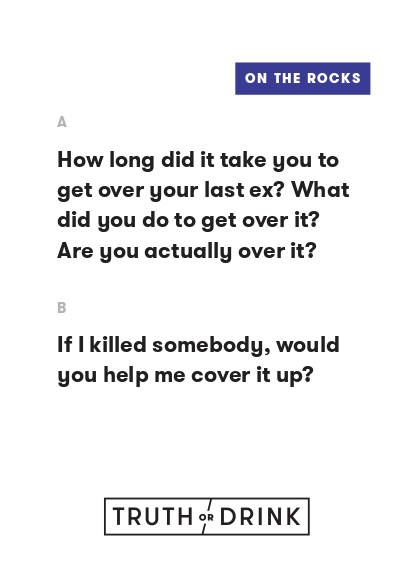 ON THE ROCKS
A
How long did it take you to
get over your last ex? What
did you do to get over it?
Are you actually over it?
B
If I killed somebody, would
you help me cover it up?
TRUTH OR DRINK